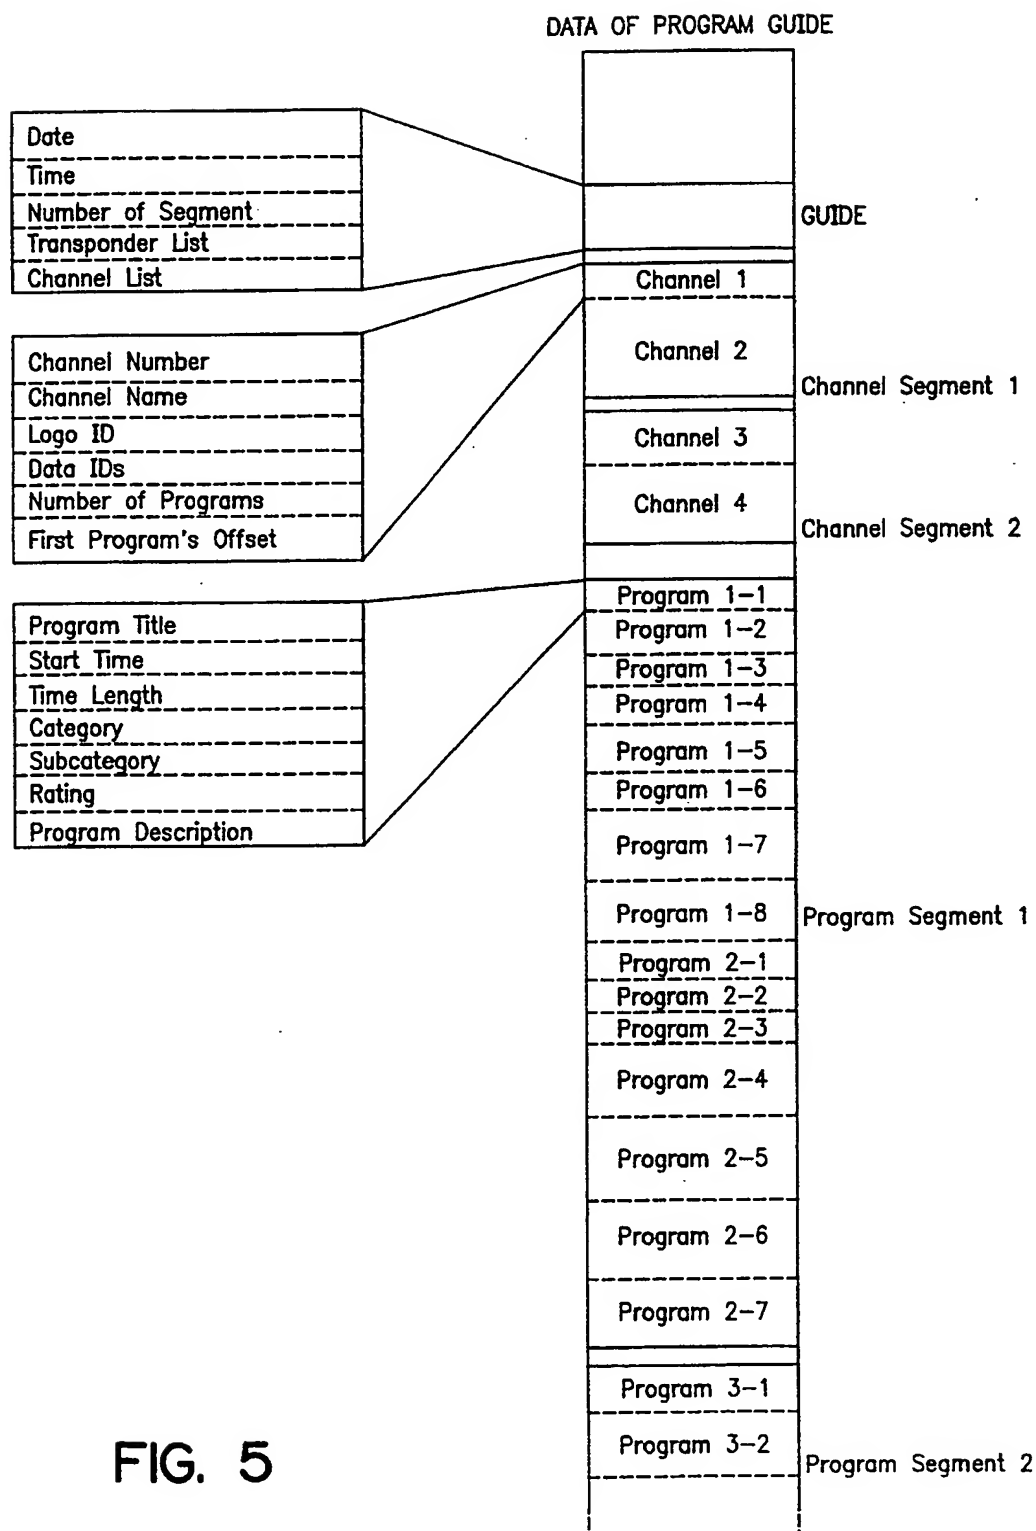 DATA OF PROGRAM GUIDE
Date
Time
Number of Segment
Transponder List
Channel List
GUIDE
Channel 1
Channel Number
Channel Name
Logo ID
Data IDs
Number of Programs
First Program's Offset
Channel 2
Channel Segment 1
Channel 3
Channel 4
Channel Segment 2
Program Title
Start Time
Time Length
Category
Subcategory
Rating
Program Description
Program 1-1
Program 1-2
Program 1-3
Program 1-4
Program 1-5
Program 1-6
Program 1-7
Program 1-8
Program Segment 1
Program 2-1
Program 2-2
Program 2-3
Program 2-4
Program 2-5
Program 2-6
Program 2-7
Program 3-1
Program 3-2
Program Segment 2
FIG. 5